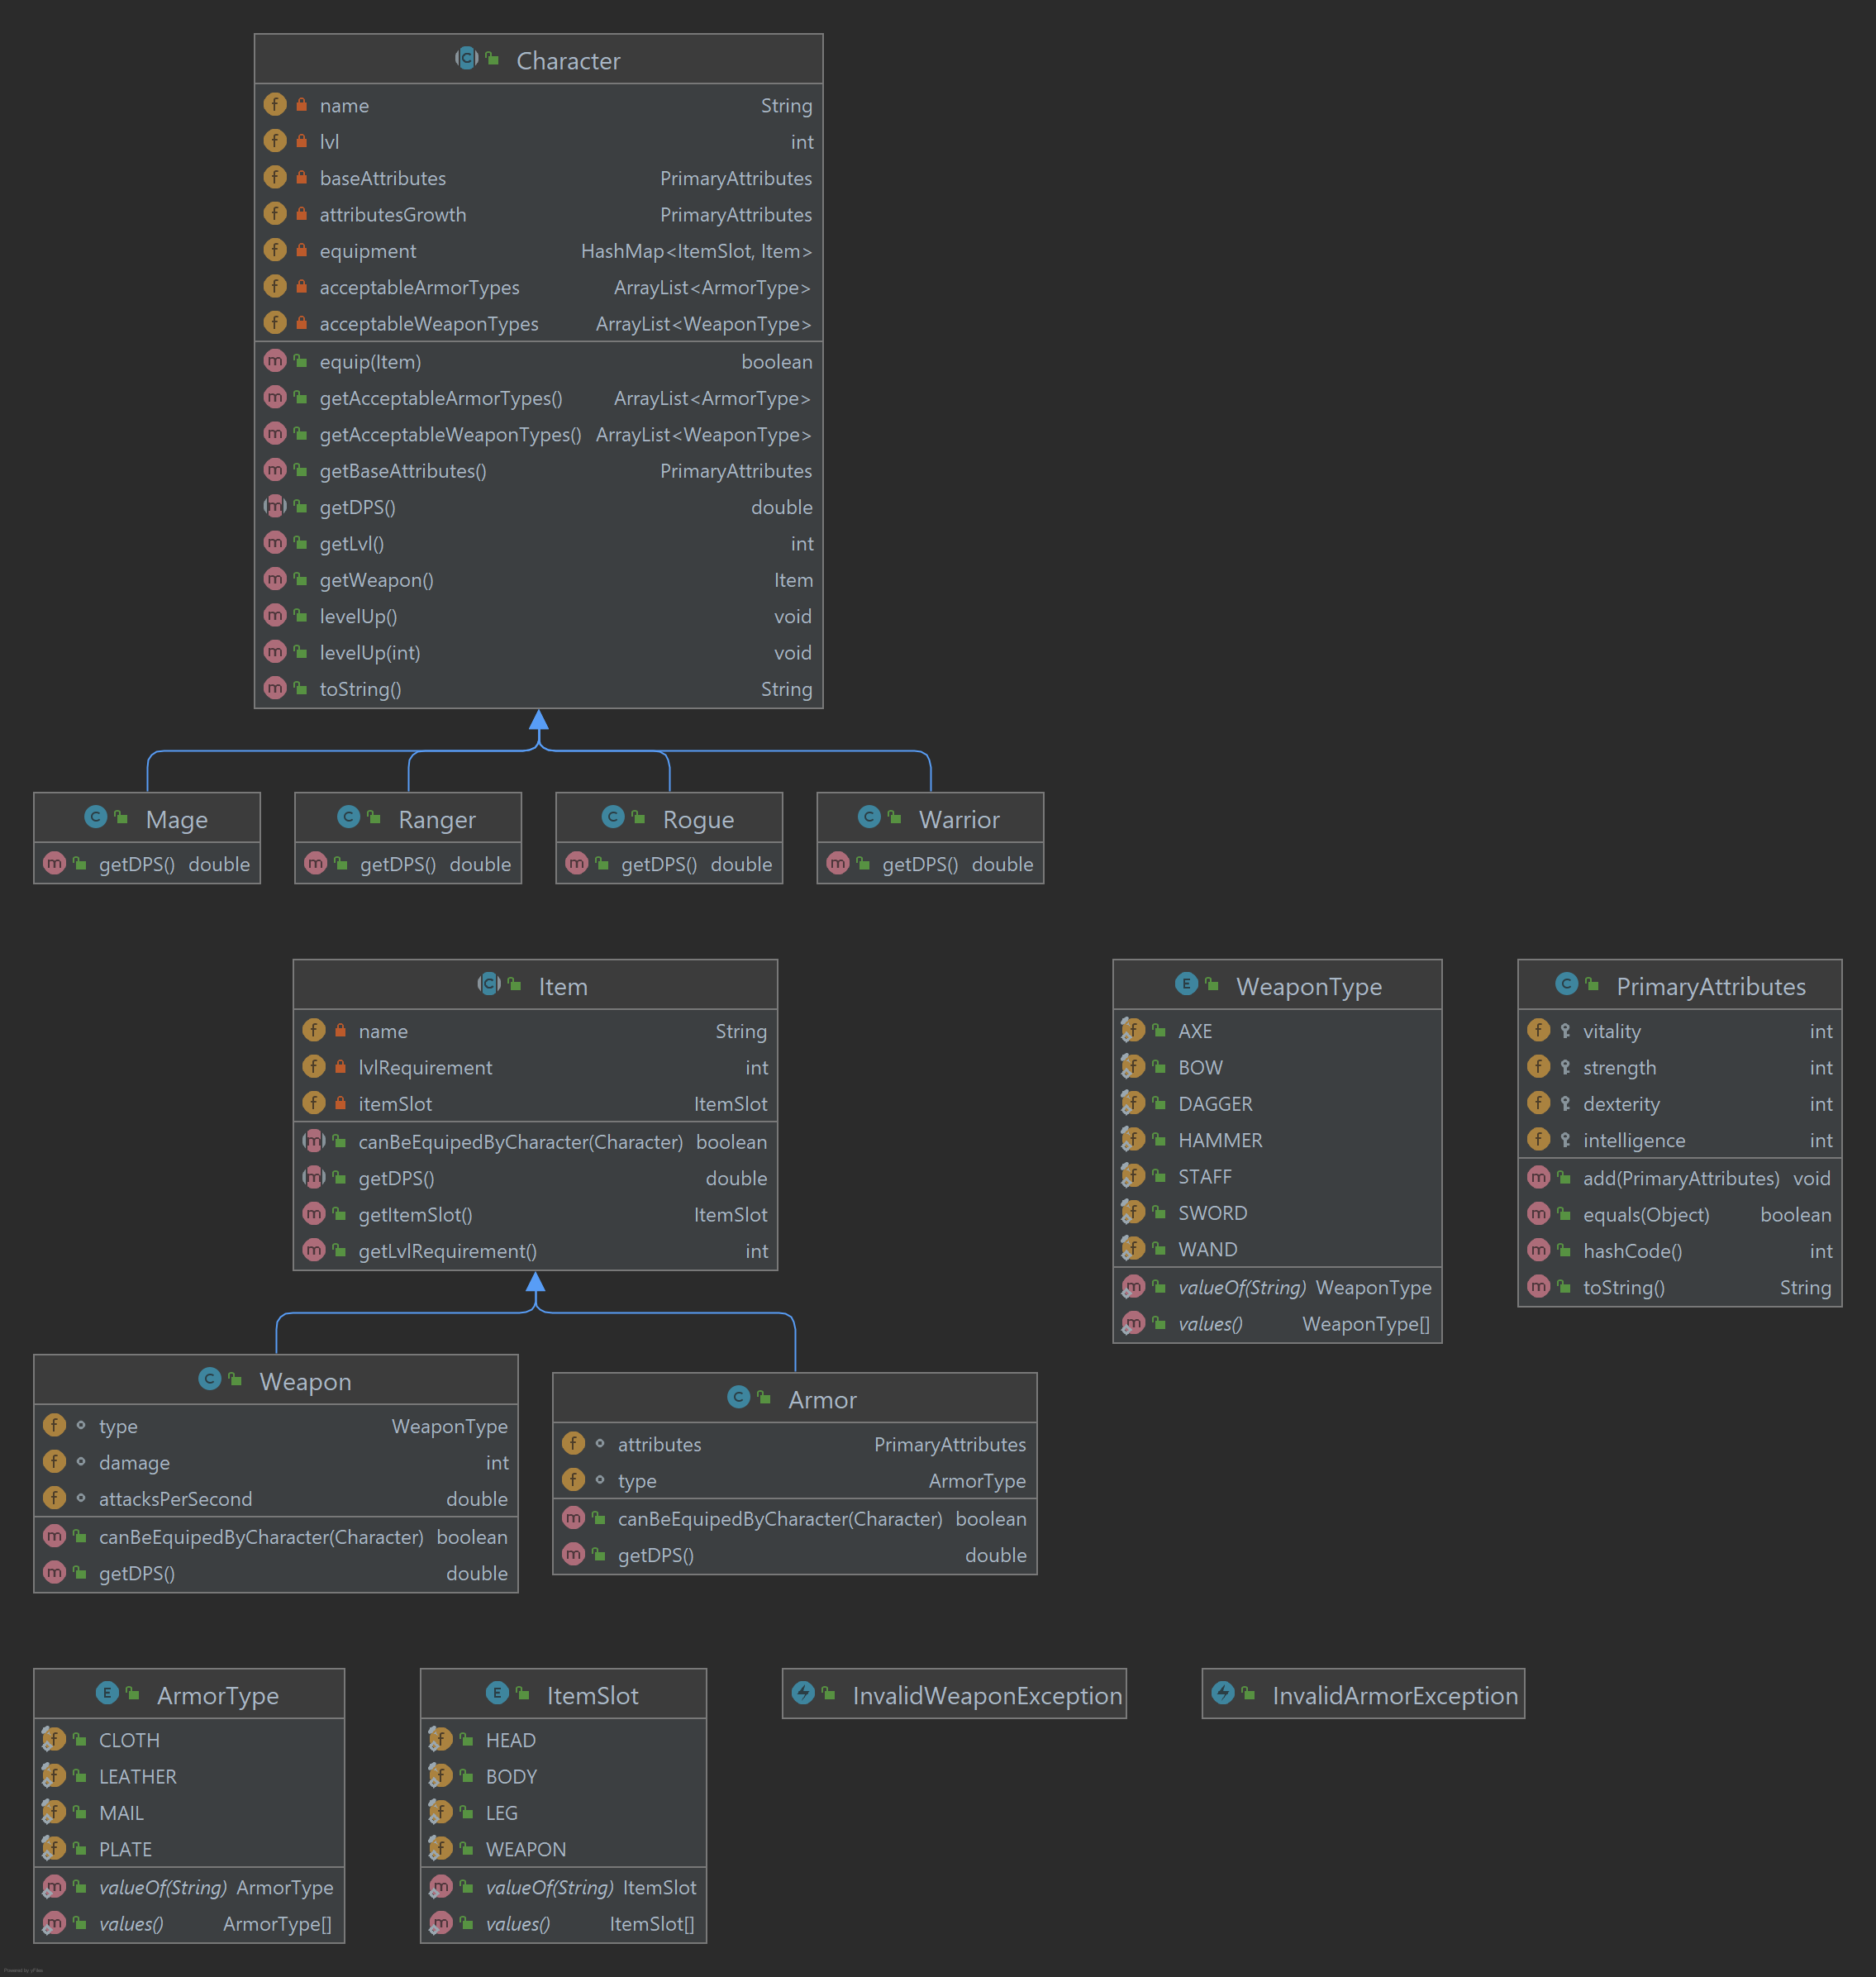 Character
name String
lvl int
baseAttributes PrimaryAttributes
attributesGrowth PrimaryAttributes
equipment HashMap<ItemSlot, Item>
acceptableArmorTypes ArrayList<ArmorType>
acceptableWeaponTypes ArrayList<WeaponType>
equip(Item) boolean
getAcceptableArmorTypes() ArrayList<ArmorType>
getAcceptableWeaponTypes() ArrayList<WeaponType>
getBaseAttributes() PrimaryAttributes
getDPS() double
getLvl() int
getWeapon() Item
levelUp() void
levelUp(int) void
toString() String
Mage
getDPS() double
Ranger
getDPS() double
Rogue
getDPS() double
Warrior
getDPS() double
Item
name String
lvlRequirement int
itemSlot ItemSlot
canBeEquipedByCharacter(Character) boolean
getDPS() double
getItemSlot() ItemSlot
getLvlRequirement() int
WeaponType
AXE
BOW
DAGGER
HAMMER
STAFF
SWORD
WAND
valueOf(String) WeaponType
values() WeaponType[]
PrimaryAttributes
vitality int
strength int
dexterity int
intelligence int
add(PrimaryAttributes) void
equals(Object) boolean
hashCode() int
toString() String
Weapon
type WeaponType
damage int
attacksPerSecond double
canBeEquipedByCharacter(Character) boolean
getDPS() double
Armor
attributes PrimaryAttributes
type ArmorType
canBeEquipedByCharacter(Character) boolean
getDPS() double
ArmorType
CLOTH
LEATHER
MAIL
PLATE
valueOf(String) ArmorType
values() ArmorType[]
ItemSlot
HEAD
BODY
LEG
WEAPON
valueOf(String) ItemSlot
values() ItemSlot[]
InvalidWeaponException
InvalidArmorException
Powered by yFiles